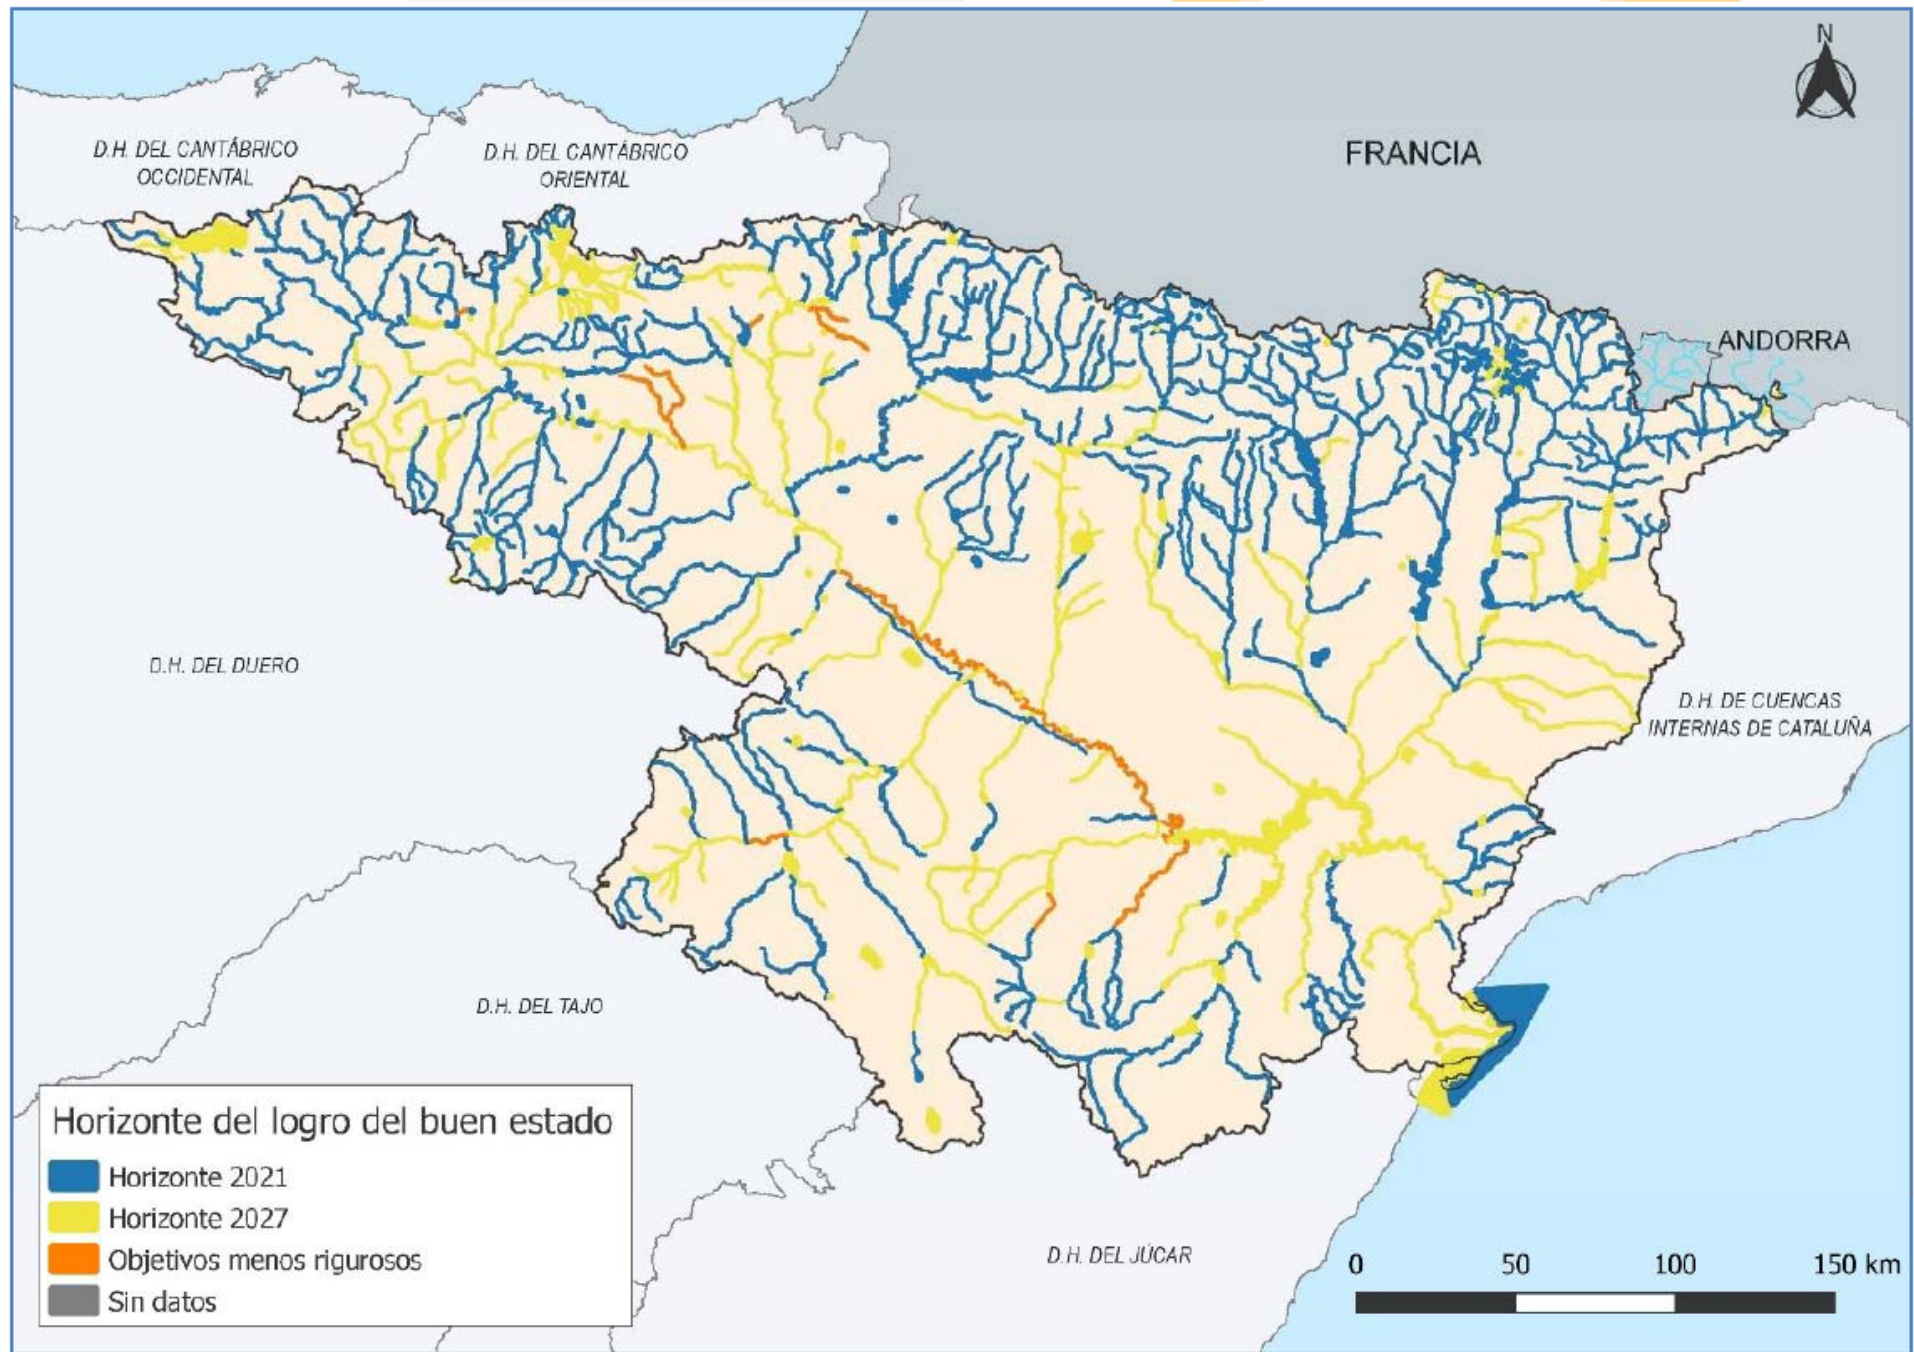 N
FRANCIA
D.H. DEL CANTÁBRICO
OCCIDENTAL
D.H. DEL CANTÁBRICO
ORIENTAL
ANDORRA
D.H. DEL DUERO
D.H. DE CUENCAS
INTERNAS DE CATALUÑA
D.H. DEL TAJO
D.H. DEL JÚCAR
Horizonte del logro del buen estado
Horizonte 2021
Horizonte 2027
Objetivos menos rigurosos
Sin datos
0 50 100 150 km